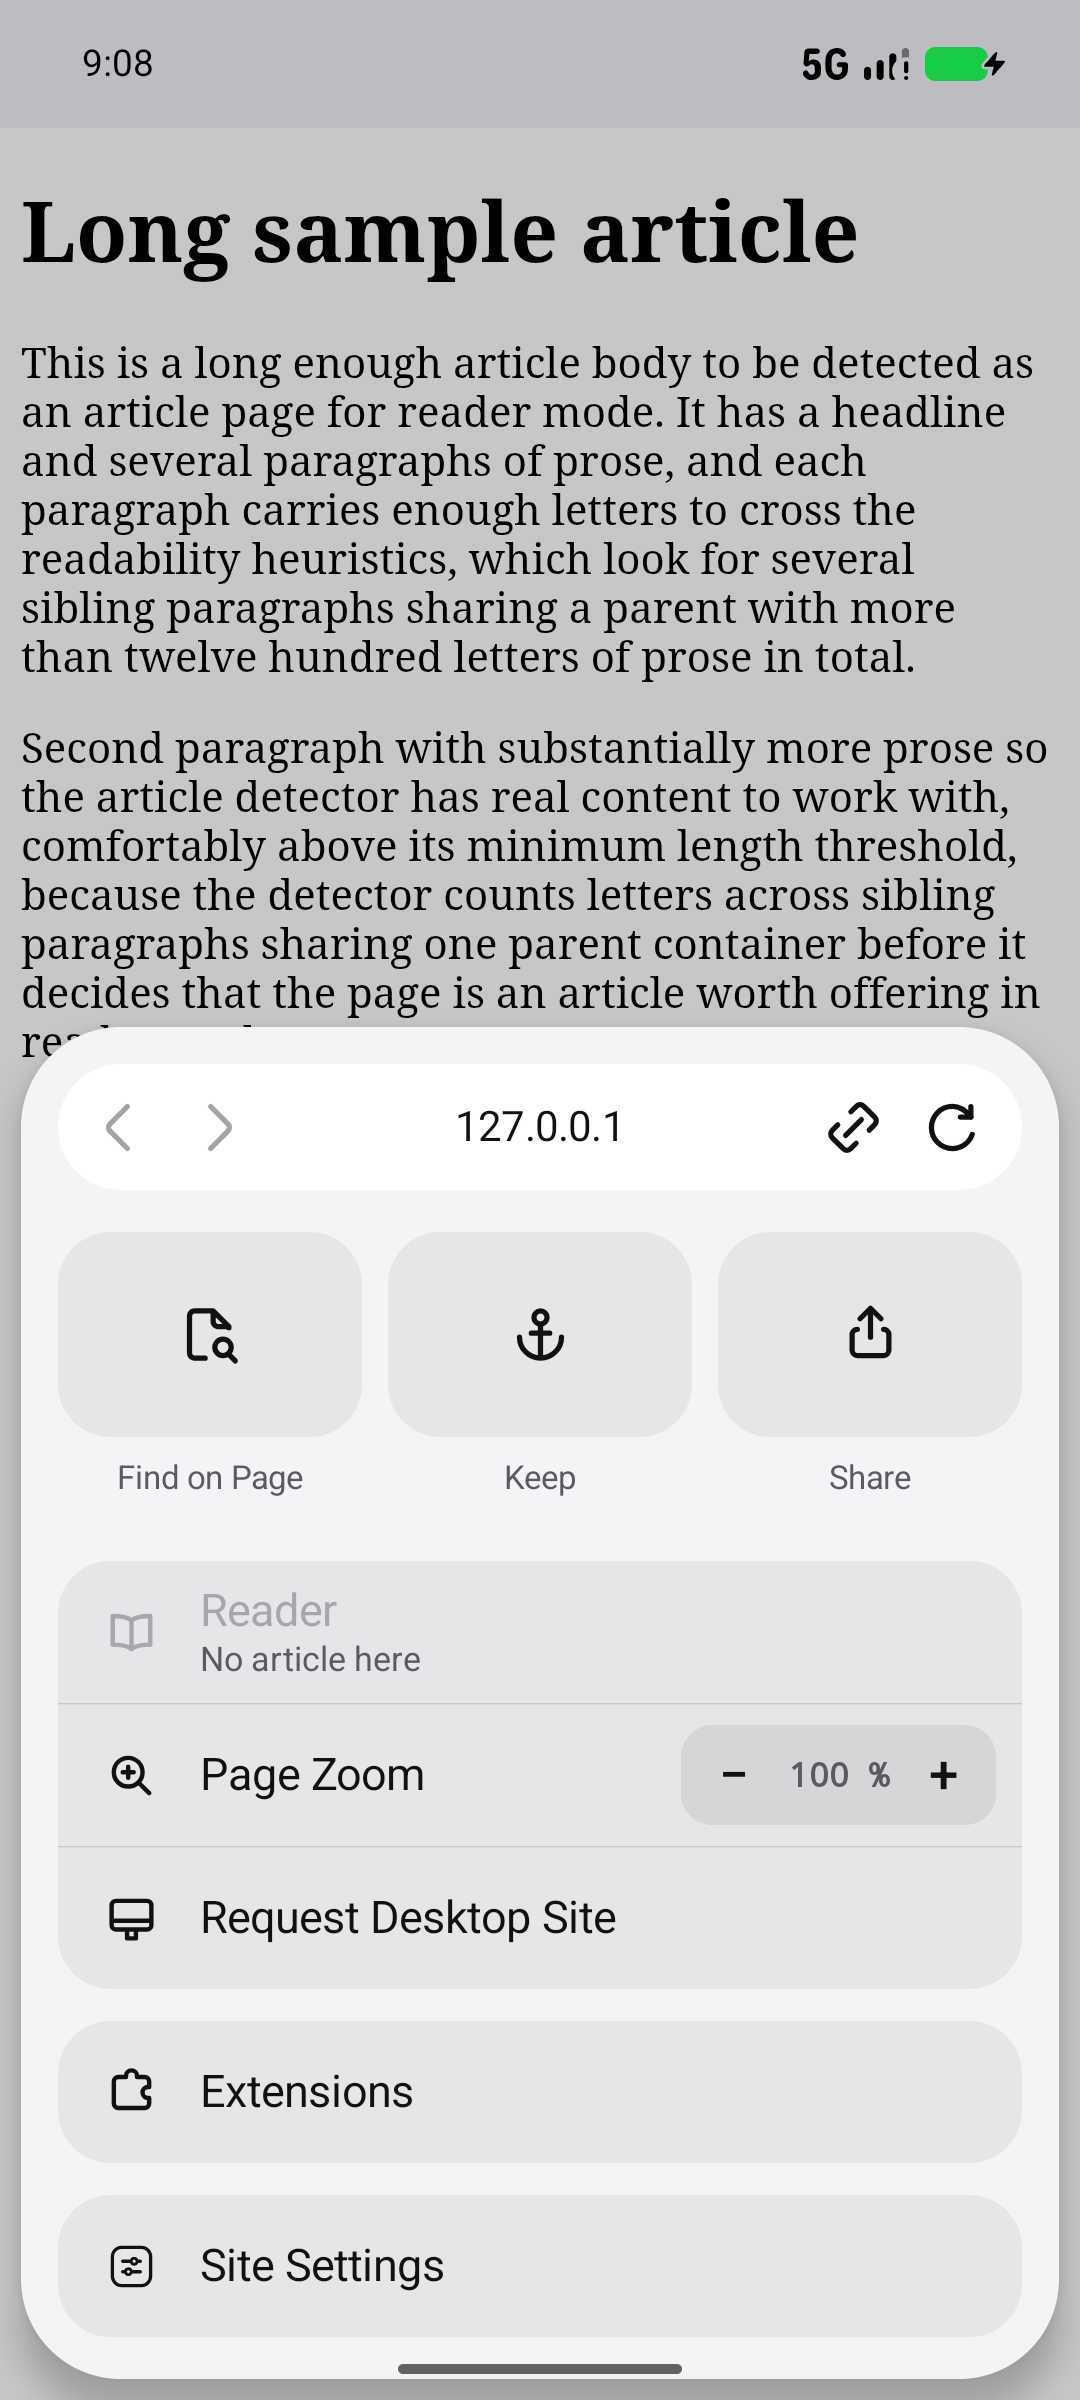 9:08
5G
Long sample article
This is a long enough article body to be detected as
an article page for reader mode. It has a headline
and several paragraphs of prose, and each
paragraph carries enough letters to cross the
readability heuristics, which look for several
sibling paragraphs sharing a parent with more
than twelve hundred letters of prose in total.
Second paragraph with substantially more prose so
the article detector has real content to work with,
comfortably above its minimum length threshold,
because the detector counts letters across sibling
paragraphs sharing one parent container before it
decides that the page is an article worth offering in
127.0.0.1
Find on Page
Keep
Share
Reader
No article here
Page Zoom
100 %
Request Desktop Site
Extensions
Site Settings